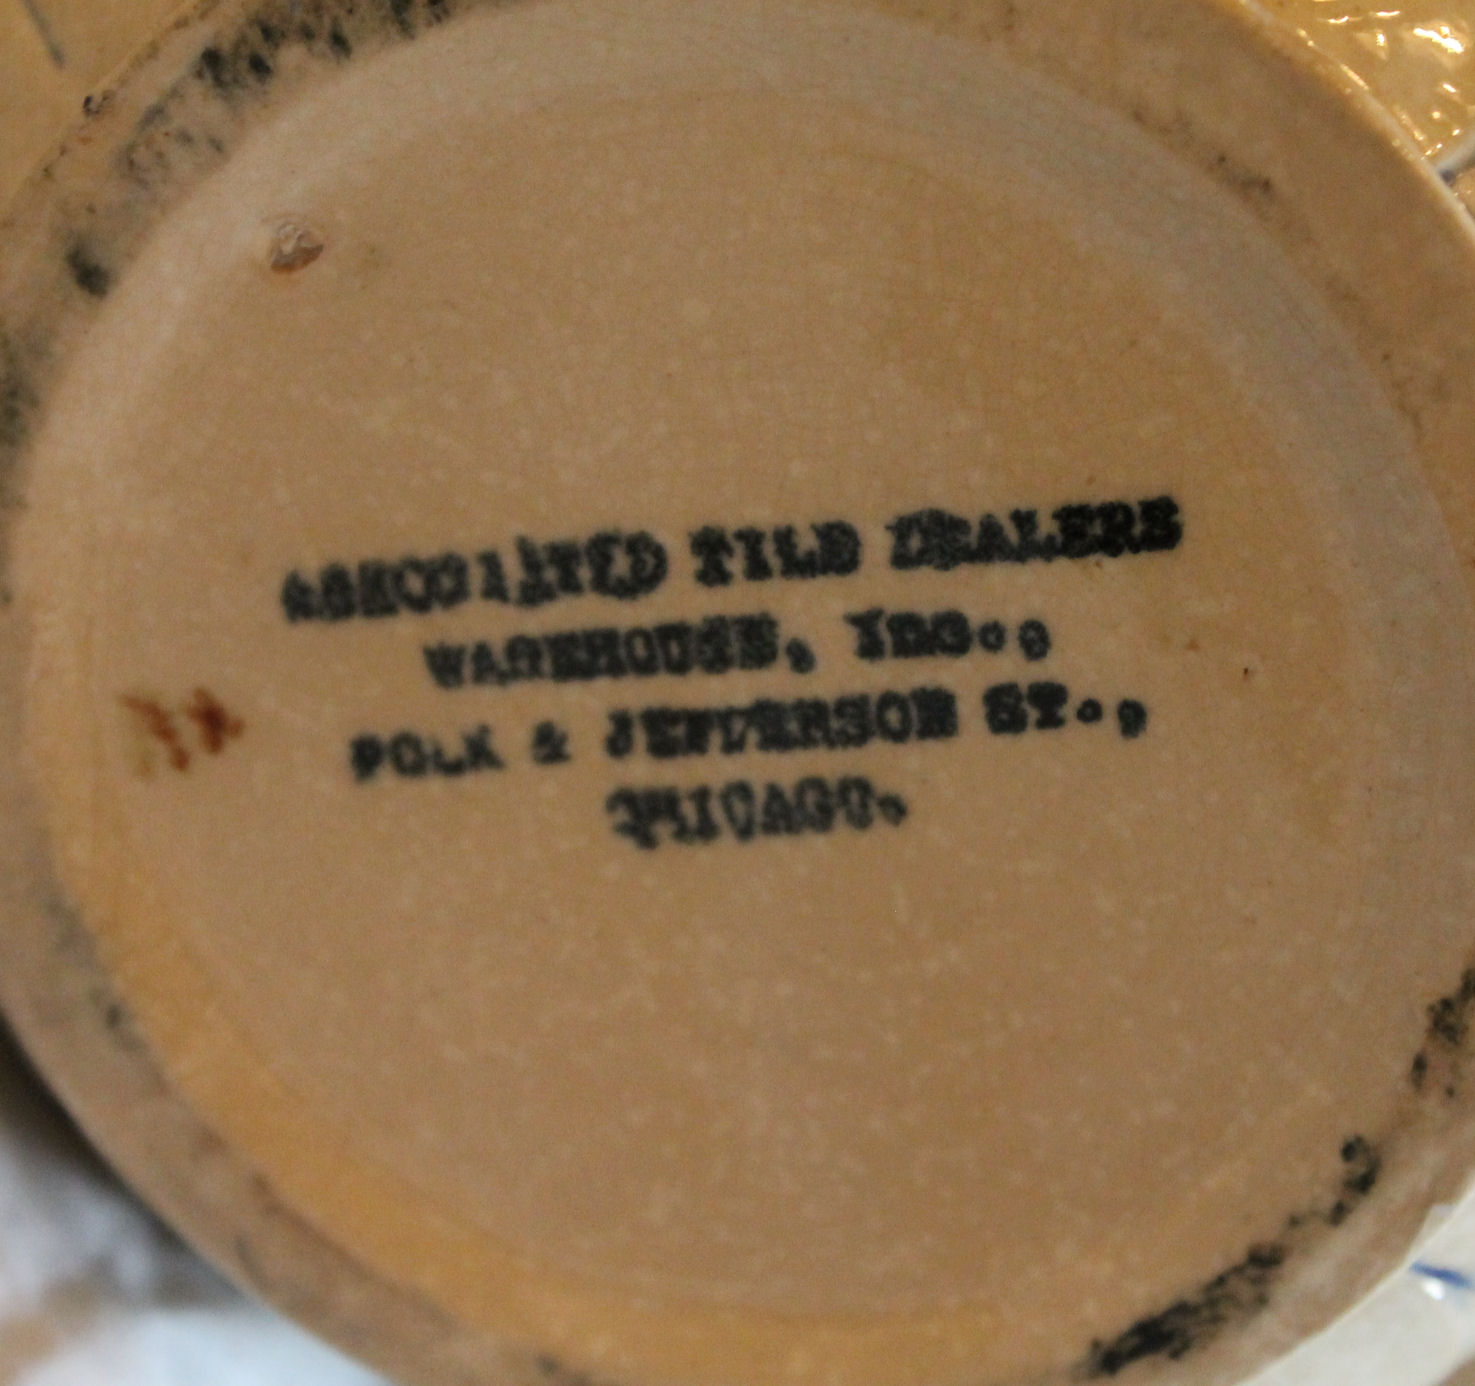 ASSOCIATED TILE DEALERS
WAREHOUSE, INC.,
POLK & JEFFERSON ST.,
CHICAGO.